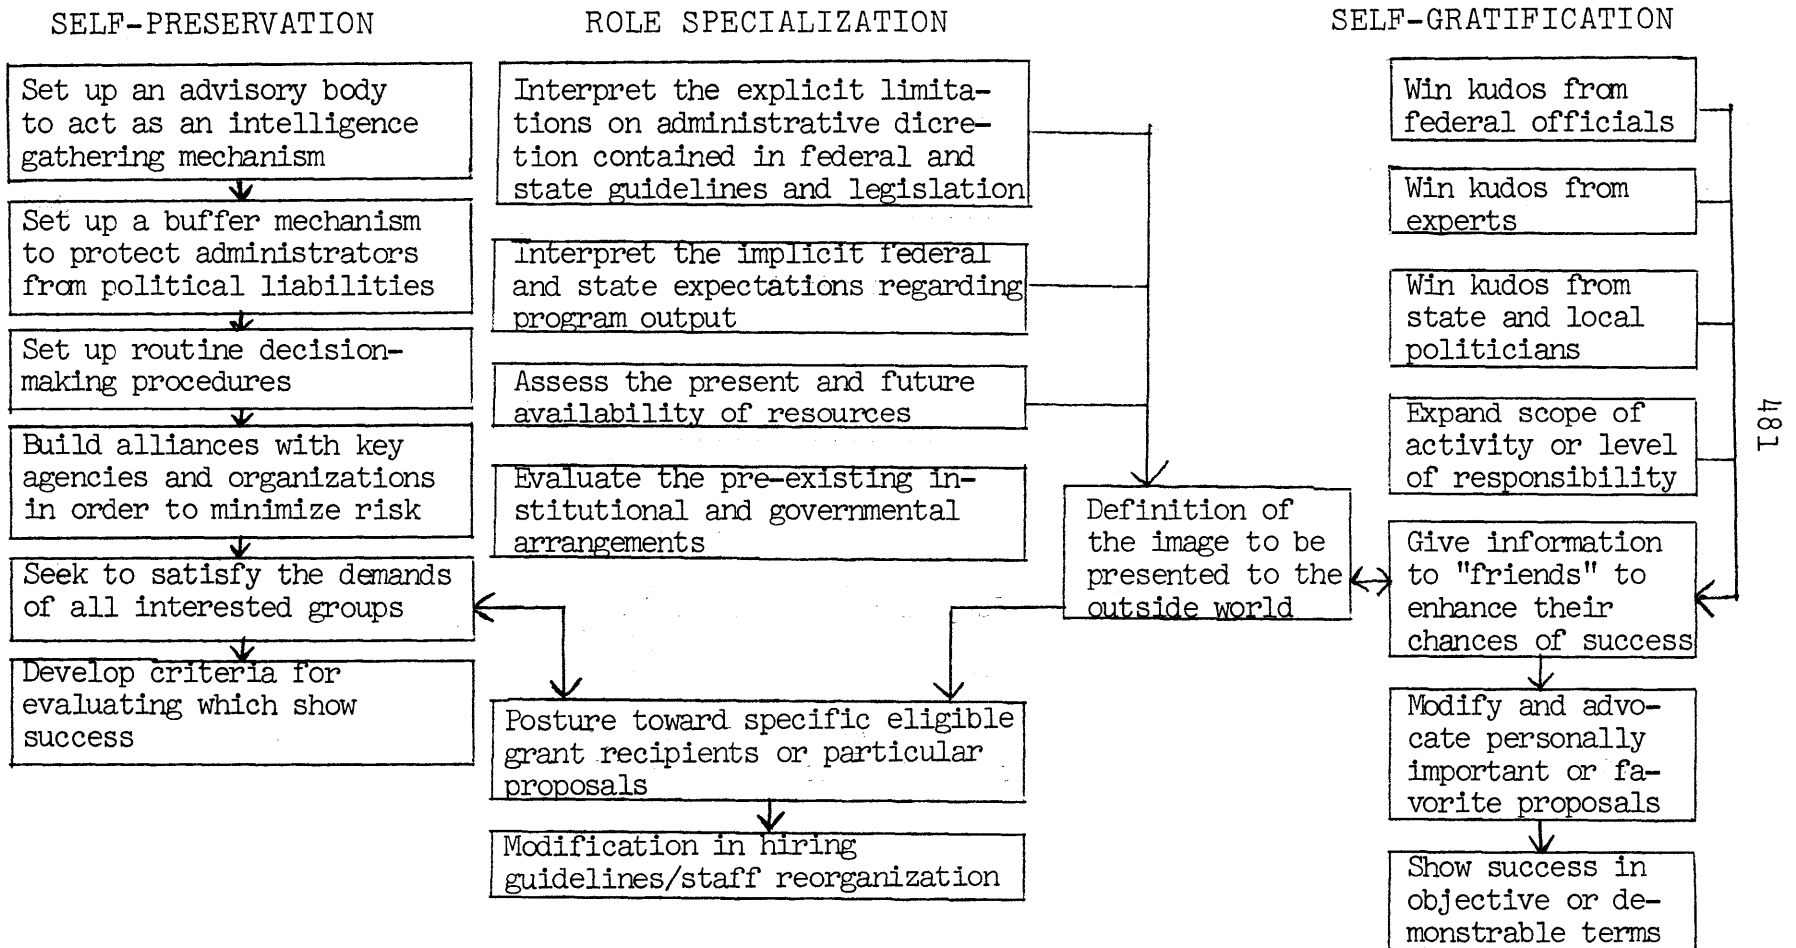 SELF-PRESERVATION
Set up an advisory body
to act as an intelligence
gathering mechanism
Set up a buffer mechanism
to protect administrators
from political liabilities
Set up routine decision-
making procedures
Build alliances with key
agencies and organizations
in order to minimize risk
Seek to satisfy the demands
of all interested groups
Develop criteria for
evaluating which show
success
ROLE SPECIALIZATION
Interpret the explicit limita-
tions on administrative dicre-
tion contained in federal and
state guidelines and legislation
Interpret the implicit federal
and state expectations regarding
program output
Assess the present and future
availability of resources
Evaluate the pre-existing in-
stitutional and governmental
arrangements
Definition of
the image to be
presented to the
outside world
Posture toward specific eligible
grant recipients or particular
proposals
Modification in hiring
guidelines/staff reorganization
SELF-GRATIFICATION
Win kudos from
federal officials
Win kudos from
experts
Win kudos from
state and local
politicians
Expand scope of
activity or level
of responsibility
Give information
to "friends" to
enhance their
chances of success
Modify and advo-
cate personally
important or fa-
vorite proposals
Show success in
objective or de-
monstrable terms
481